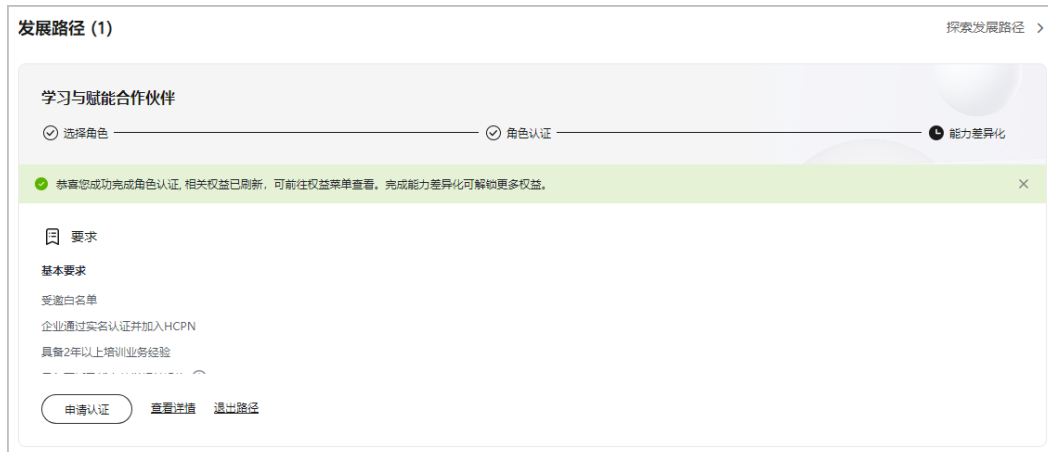 发展路径 (1)
探索发展路径
学习与赋能合作伙伴
选择角色
角色认证
能力差异化
恭喜您成功完成角色认证, 相关权益已刷新，可前往权益菜单查看。完成能力差异化可解锁更多权益。
要求
基本要求
受邀白名单
企业通过实名认证并加入HCPN
具备2年以上培训业务经验
申请认证 查看详情 退出路径